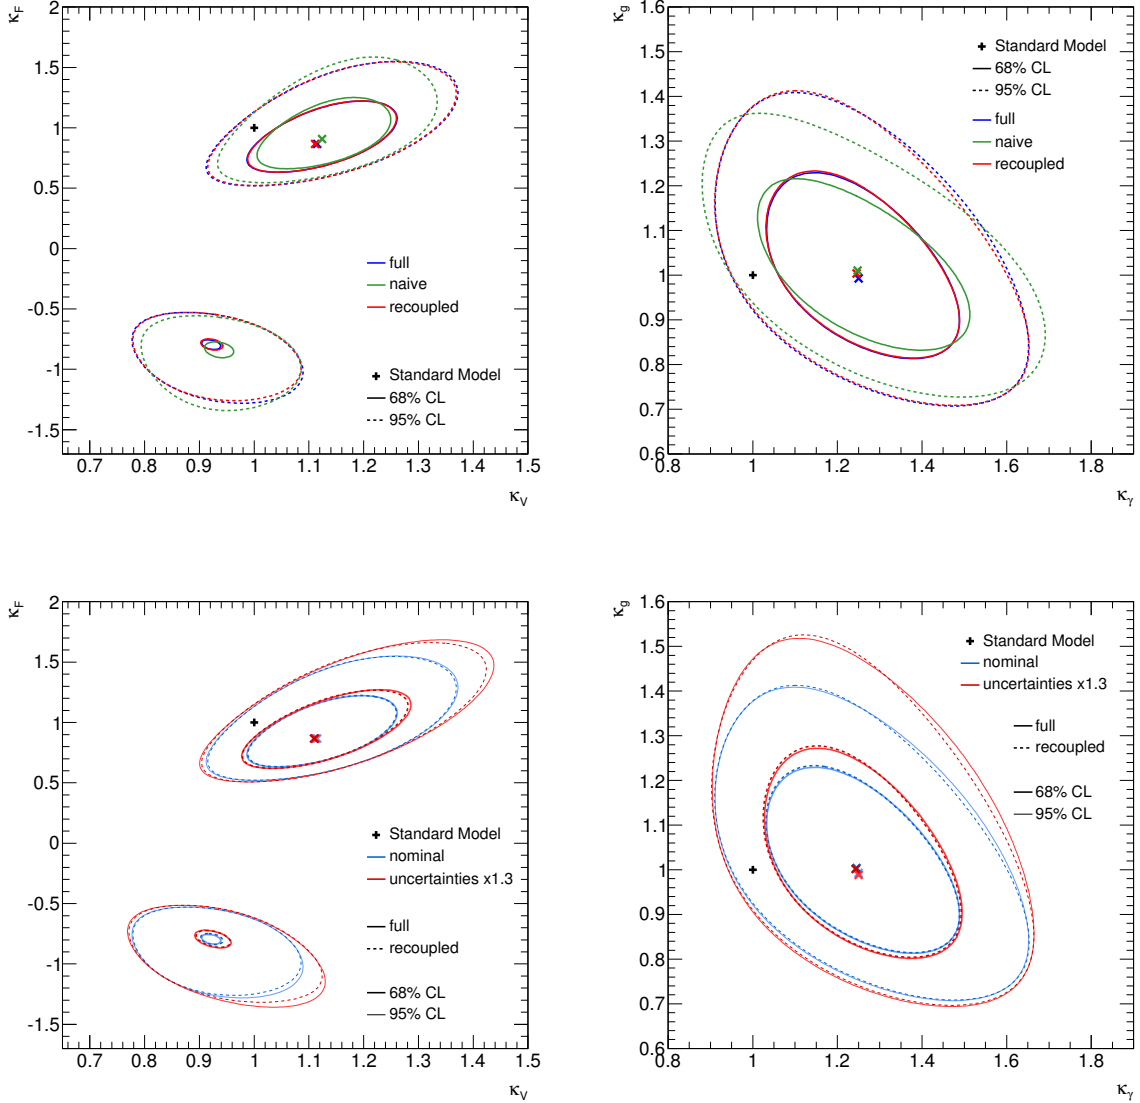 κF
2
1.5
1
0.5
0
-0.5
-1
-1.5
full
naive
recoupled
Standard Model
68% CL
95% CL
0.7 0.8 0.9 1 1.1 1.2 1.3 1.4 1.5
κV
κg
1.6
1.5
1.4
1.3
1.2
1.1
1
0.9
0.8
0.7
0.6
Standard Model
68% CL
95% CL
full
naive
recoupled
0.8 1 1.2 1.4 1.6 1.8
κγ
κF
2
1.5
1
0.5
0
-0.5
-1
-1.5
Standard Model
nominal
uncertainties x1.3
full
recoupled
68% CL
95% CL
0.7 0.8 0.9 1 1.1 1.2 1.3 1.4 1.5
κV
κg
1.6
1.5
1.4
1.3
1.2
1.1
1
0.9
0.8
0.7
0.6
Standard Model
nominal
uncertainties x1.3
full
recoupled
68% CL
95% CL
0.8 1 1.2 1.4 1.6 1.8
κγ